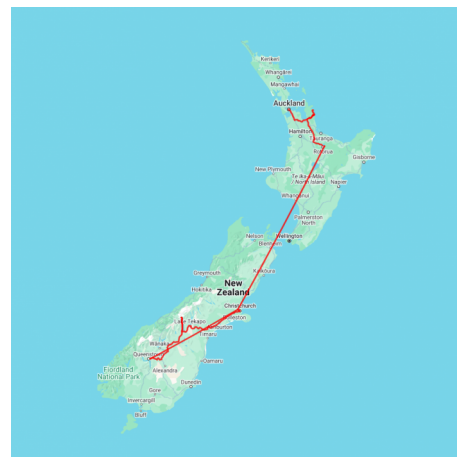 Kerikeri
Whangārei
Mangawhai
Auckland
Hamilton
Tauranga
Rotorua
Gisborne
New Plymouth
Te Ika-a-Māui
/ North Island
Napier
Whanganui
Palmerston
North
Nelson
Wellington
Blenheim
Greymouth
Kaikōura
Hokitika
New
Zealand
Christchurch
Lake Tekapo
Rolleston
Ashburton
Timaru
Wānaka
Queenstown
Oamaru
Fiordland
National Park
Alexandra
Dunedin
Gore
Invercargill
Bluff